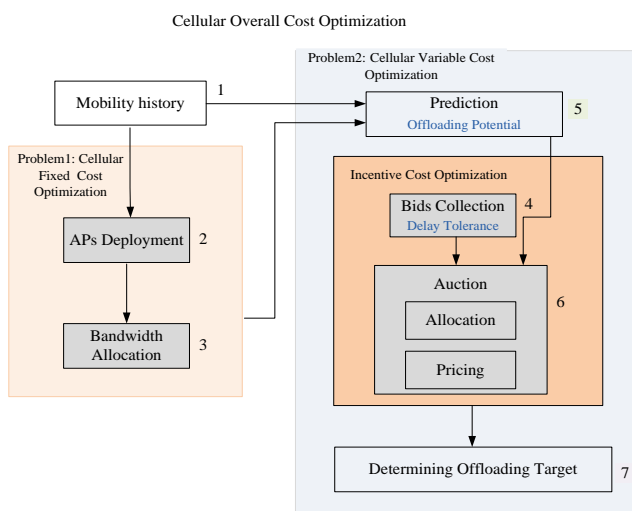 Cellular Overall Cost Optimization
Problem2: Cellular Variable Cost
Optimization
Mobility history
1
Prediction
Offloading Potential
5
Problem1: Cellular
Fixed Cost
Optimization
APs Deployment
2
Bandwidth
Allocation
3
Incentive Cost Optimization
Bids Collection
Delay Tolerance
4
Auction
Allocation
Pricing
6
Determining Offloading Target
7